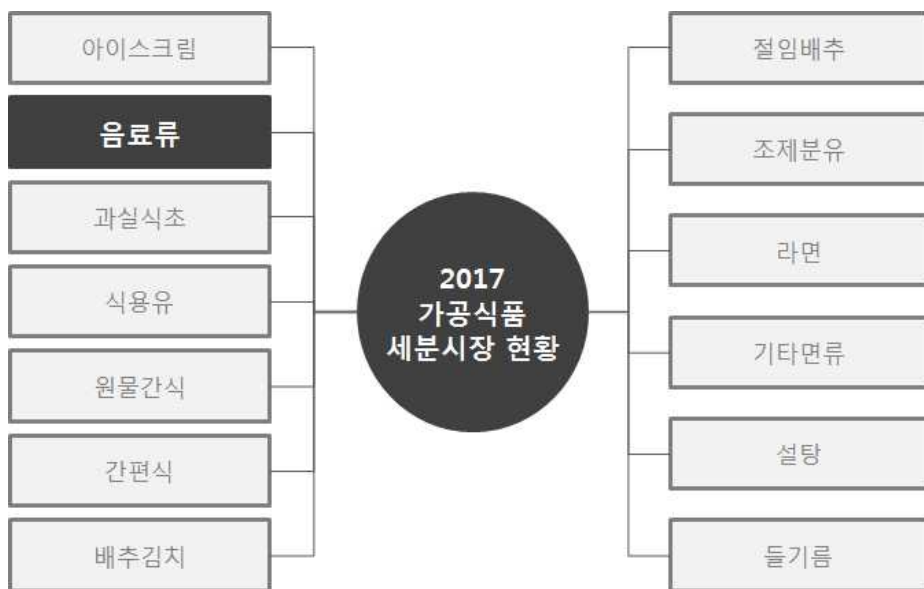 아이스크림
음료류
과실식초
식용유
원물간식
간편식
배추김치
2017
가공식품
세분시장 현황
절임배추
조제분유
라면
기타면류
설탕
들기름